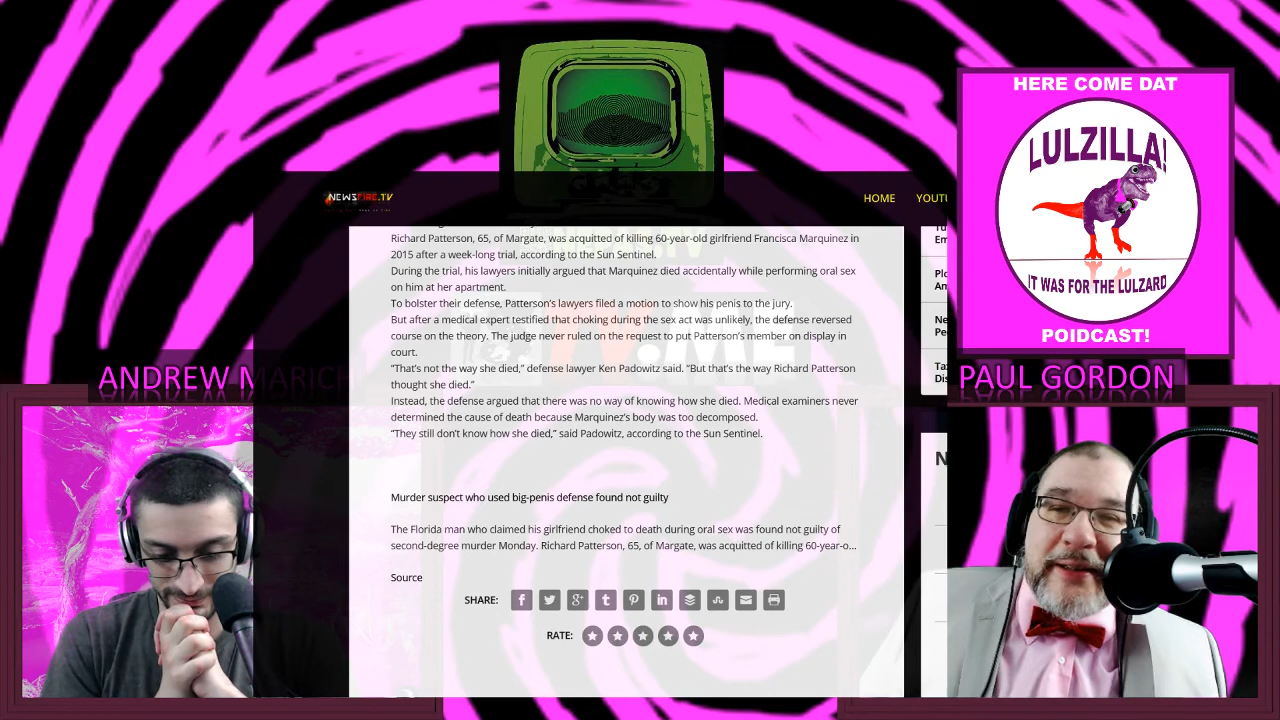 HERE COME DAT
LULZILLA!
IT WAS FOR THE LULZARD
POIDCAST!
NEWSFIRE.TV
HOME YOUTU
Richard Patterson, 65, of Margate, was acquitted of killing 60-year-old girlfriend Francisca Marquinez in
2015 after a week-long trial, according to the Sun Sentinel.
During the trial, his lawyers initially argued that Marquinez died accidentally while performing oral sex
on him at her apartment.
To bolster their defense, Patterson’s lawyers filed a motion to show his penis to the jury.
But after a medical expert testified that choking during the sex act was unlikely, the defense reversed
course on the theory. The judge never ruled on the request to put Patterson’s member on display in
court.
“That’s not the way she died,” defense lawyer Ken Padowitz said. “But that’s the way Richard Patterson
thought she died.”
Instead, the defense argued that there was no way of knowing how she died. Medical examiners never
determined the cause of death because Marquinez’s body was too decomposed.
“They still don’t know how she died,” said Padowitz, according to the Sun Sentinel.
Murder suspect who used big-penis defense found not guilty
The Florida man who claimed his girlfriend choked to death during oral sex was found not guilty of
second-degree murder Monday. Richard Patterson, 65, of Margate, was acquitted of killing 60-year-o...
Source
SHARE:
RATE:
Em
Plo
Am
Ne
Pe
Tax
Dis
N
.ME
ANDREW MARICH
PAUL GORDON